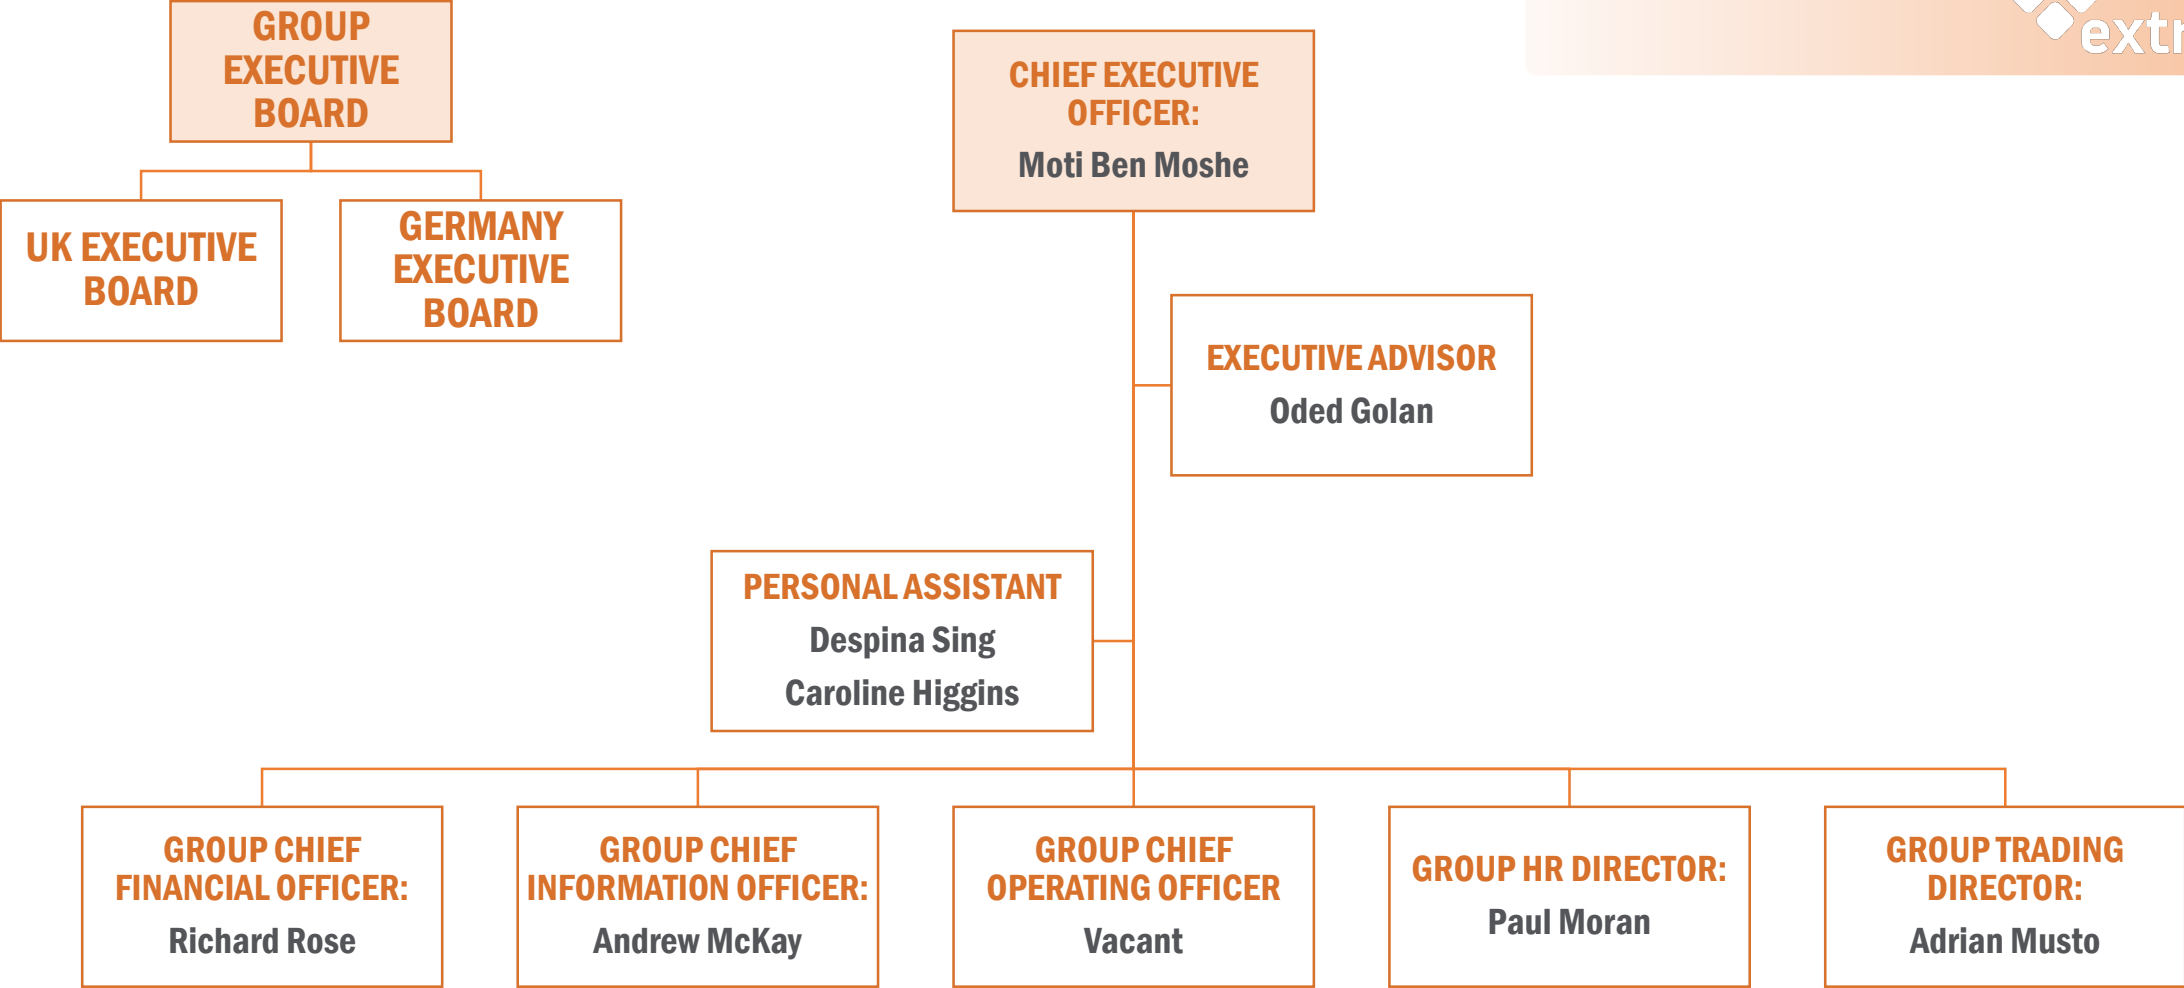 GROUP
EXECUTIVE
BOARD
UK EXECUTIVE
BOARD
GERMANY
EXECUTIVE
BOARD
CHIEF EXECUTIVE
OFFICER:
Moti Ben Moshe
EXECUTIVE ADVISOR
Oded Golan
PERSONAL ASSISTANT
Despina Sing
Caroline Higgins
GROUP CHIEF
FINANCIAL OFFICER:
Richard Rose
GROUP CHIEF
INFORMATION OFFICER:
Andrew McKay
GROUP CHIEF
OPERATING OFFICER
Vacant
GROUP HR DIRECTOR:
Paul Moran
GROUP TRADING
DIRECTOR:
Adrian Musto